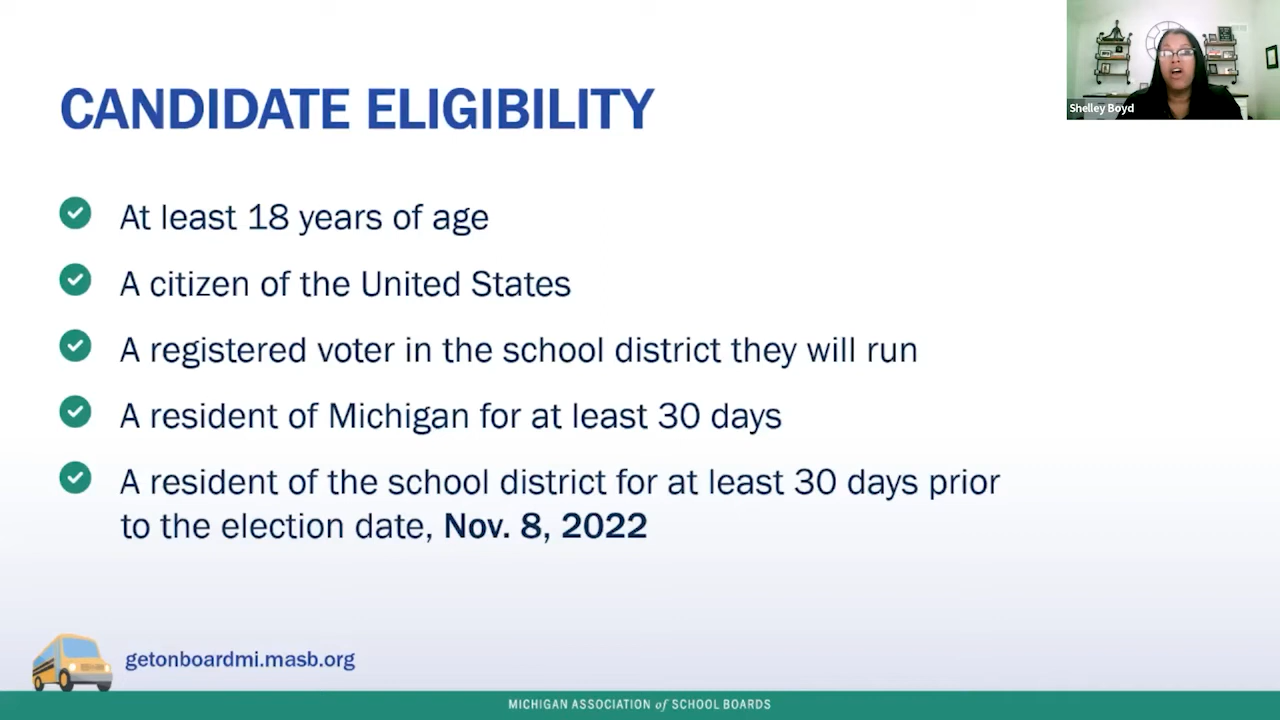 CANDIDATE ELIGIBILITY
Shelley Boyd
At least 18 years of age
A citizen of the United States
A registered voter in the school district they will run
A resident of Michigan for at least 30 days
A resident of the school district for at least 30 days prior
to the election date, Nov. 8, 2022
getonboardmi.masb.org
MICHIGAN ASSOCIATION of SCHOOL BOARDS